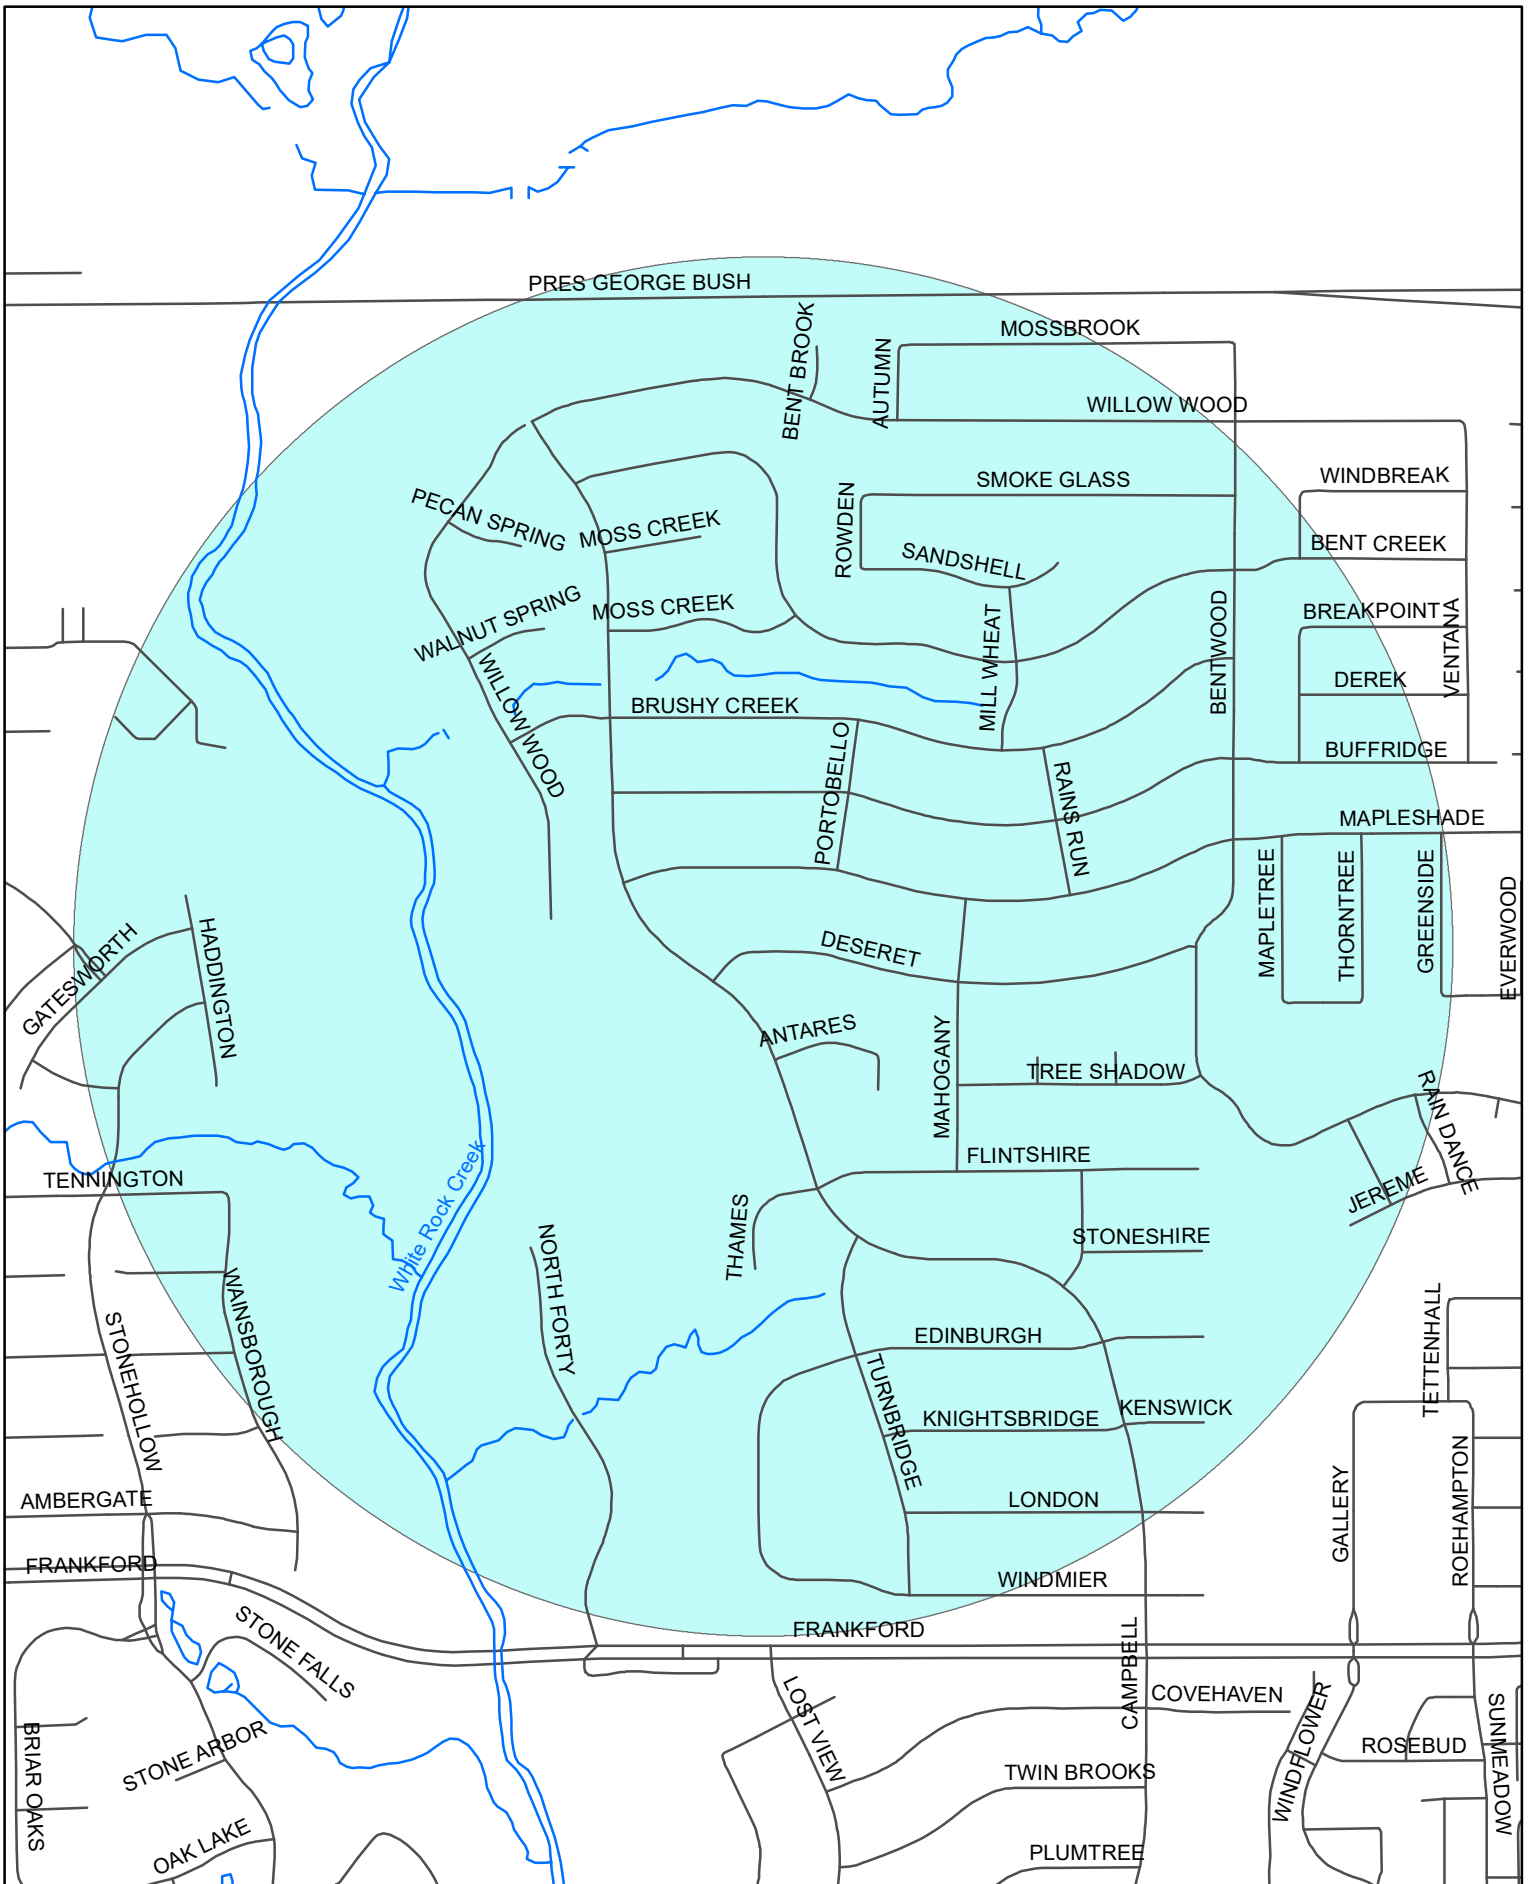 PRES GEORGE BUSH
MOSSBROOK
BENT BROOK
AUTUMN
WILLOW WOOD
WINDBREAK
SMOKE GLASS
PECAN SPRING
MOSS CREEK
ROWDEN
SANDSHELL
BENT CREEK
WALNUT SPRING
MOSS CREEK
BREAKPOINT
MILL WHEAT
BENTWOOD
VENTANA
WILLOW WOOD
DEREK
BRUSHY CREEK
BUFFRIDGE
PORTOBELLO
RAINS RUN
MAPLESHADE
MAPLETREE
THORNTREE
GREENSIDE
EVERWOOD
GATESWORTH
HADDINGTON
DESERET
ANTARES
MAHOGANY
TREE SHADOW
RAIN DANCE
FLINTSHIRE
TENNINGTON
JEREME
White Rock Creek
THAMES
STONESHIRE
NORTH FORTY
WAINSBOROUGH
STONEHOLLOW
EDINBURGH
TETTENHALL
TURNBRIDGE
KNIGHTSBRIDGE
KENSWICK
AMBERGATE
LONDON
GALLERY
ROEHAMPTON
FRANKFORD
WINDMIER
STONE FALLS
FRANKFORD
CAMPBELL
LOST VIEW
COVEHAVEN
WINDFLOWER
ROSEBUD
SUNMEADOW
BRIAR OAKS
STONE ARBOR
TWIN BROOKS
OAK LAKE
PLUMTREE